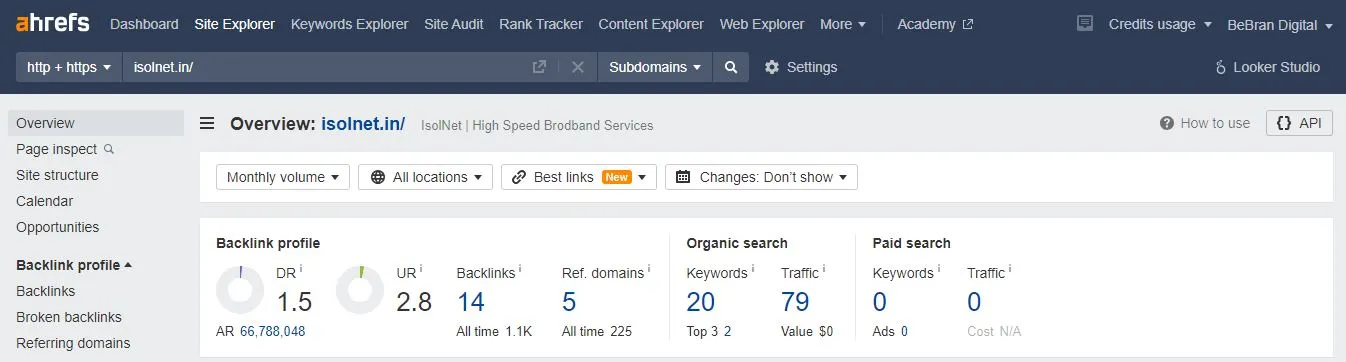 ahrefs Dashboard Site Explorer Keywords Explorer Site Audit Rank Tracker Content Explorer Web Explorer More Academy Credits usage BeBran Digital
http + https isolnet.in/ Subdomains Settings Looker Studio
Overview
Page inspect
Site structure
Calendar
Opportunities
Backlink profile
Backlinks
Broken backlinks
Referring domains
Overview: isolnet.in/ IsolNet | High Speed Brodband Services How to use {} API
Monthly volume All locations Best links New Changes: Don't show
Backlink profile Organic search Paid search
DR i UR i Backlinks i Ref. domains i Keywords i Traffic i Keywords i Traffic i
1.5 2.8 14 5 20 79 0 0
AR 66,788,048 All time 1.1K All time 225 Top 3 2 Value $0 Ads 0 Cost N/A